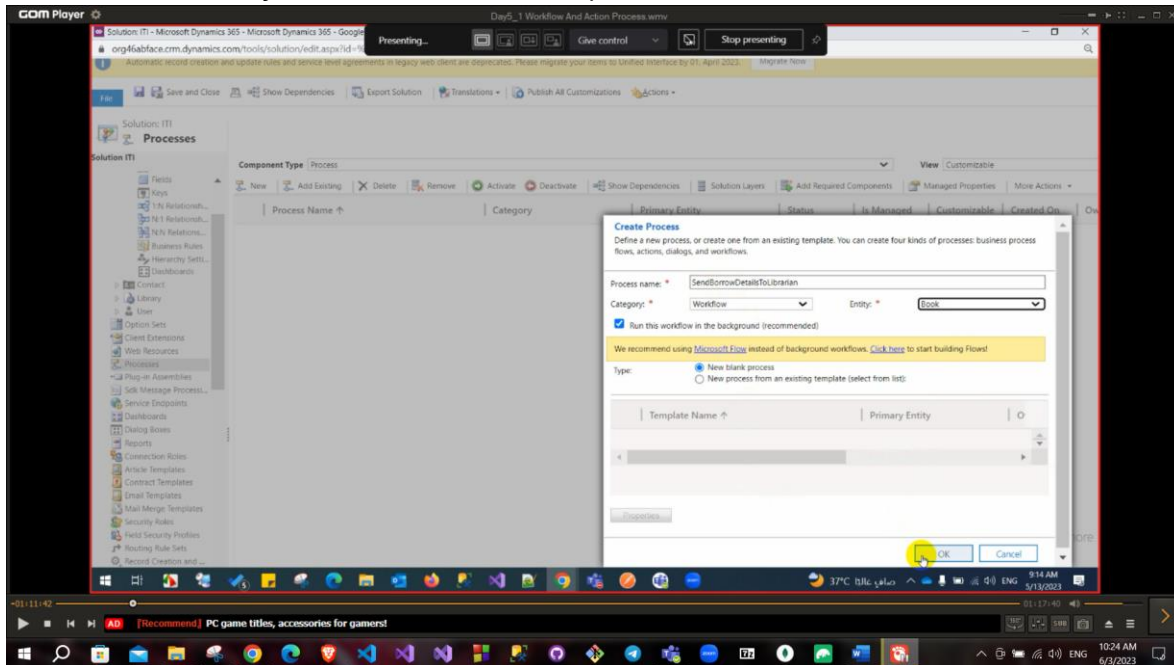 GOM Player
Day5_1 Workflow And Action Process.wmv
Solution: ITI - Microsoft Dynamics 365 - Microsoft Dynamics 365 - Google
Presenting...
Give control
Stop presenting
org46abface.crm.dynamics.com/tools/solution/edit.aspx?id=
Automatic record creation and update rules and service level agreements in legacy web client are deprecated. Please migrate your items to Unified Interface by 01, April 2023.
Migrate Now
File
Save and Close
Show Dependencies
Export Solution
Translations
Publish All Customizations
Actions
Solution: ITI
Processes
Solution ITI
Component Type
Process
View
Customizable
Fields
Keys
1:N Relationsh...
N:1 Relationsh...
N:N Relations...
Business Rules
Hierarchy Setti...
Dashboards
Contact
Library
User
Option Sets
Client Extensions
Web Resources
Processes
Plug-in Assemblies
Sdk Message Processi...
Service Endpoints
Dashboards
Dialog Boxes
Reports
Connection Roles
Article Templates
Contract Templates
Email Templates
Mail Merge Templates
Security Roles
Field Security Profiles
Routing Rule Sets
Record Creation and ...
New
Add Existing
Delete
Remove
Activate
Deactivate
Show Dependencies
Solution Layers
Add Required Components
Managed Properties
More Actions
Process Name
Category
Primary Entity
Status
Is Managed
Customizable
Created On
Ow
Create Process
Define a new process, or create one from an existing template. You can create four kinds of processes: business process
flows, actions, dialogs, and workflows.
Process name: *
SendBorrowDetailsToLibrarian
Category: *
Workflow
Entity: *
Book
Run this workflow in the background (recommended)
We recommend using Microsoft Flow instead of background workflows. Click here to start building Flows!
Type:
New blank process
New process from an existing template (select from list):
Template Name
Primary Entity
O
Properties
OK
Cancel
37°C صافي غالبًا
ENG
9:14 AM
5/13/2023
-01:11:42
01:17:40
AD
[Recommend] PC game titles, accessories for gamers!
ENG
10:24 AM
6/3/2023